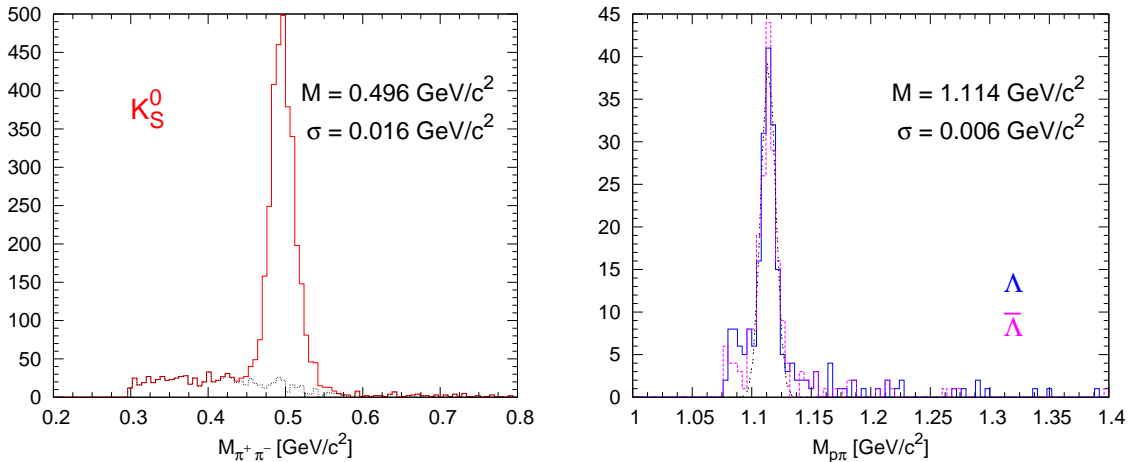 500
450
400
350
300
250
200
150
100
50
0
K⁰_S
M = 0.496 GeV/c²
σ = 0.016 GeV/c²
0.2 0.3 0.4 0.5 0.6 0.7 0.8
M_π⁺ π⁻ [GeV/c²]
45
40
35
30
25
20
15
10
5
0
M = 1.114 GeV/c²
σ = 0.006 GeV/c²
Λ
Λ̅
1 1.05 1.1 1.15 1.2 1.25 1.3 1.35 1.4
M_pπ [GeV/c²]